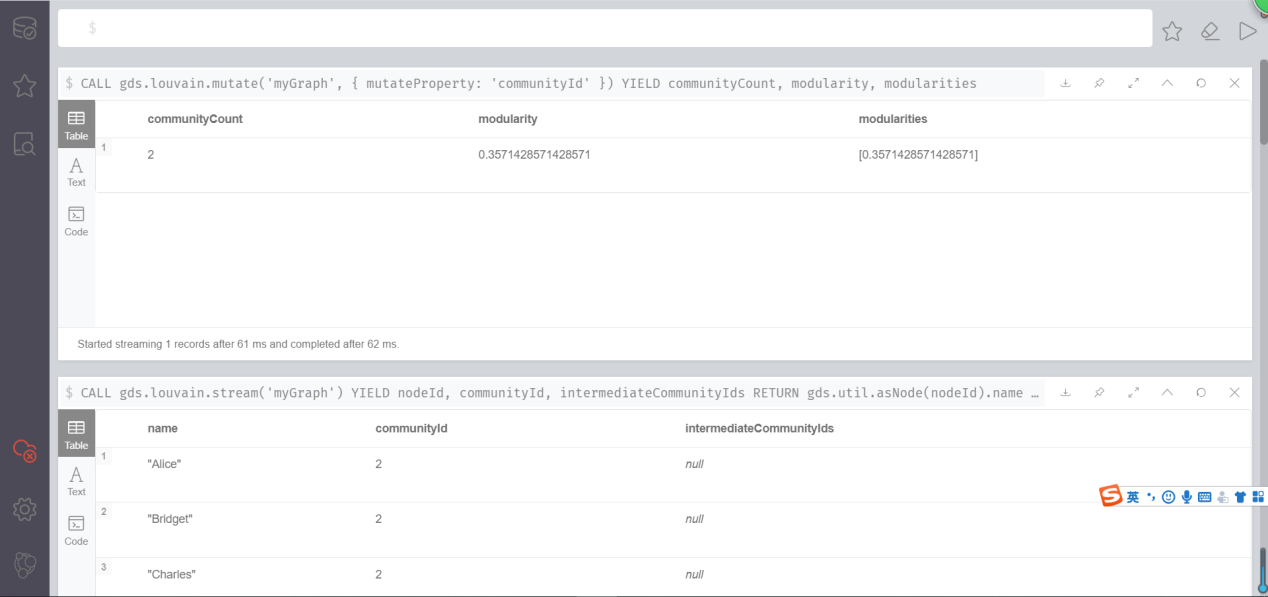 $
$ CALL gds.louvain.mutate('myGraph', { mutateProperty: 'communityId' }) YIELD communityCount, modularity, modularities
Table
Text
Code
communityCount modularity modularities
1 2 0.3571428571428571 [0.3571428571428571]
Started streaming 1 records after 61 ms and completed after 62 ms.
$ CALL gds.louvain.stream('myGraph') YIELD nodeId, communityId, intermediateCommunityIds RETURN gds.util.asNode(nodeId).name …
Table
Text
Code
name communityId intermediateCommunityIds
1 "Alice" 2 null
2 "Bridget" 2 null
3 "Charles" 2 null
英